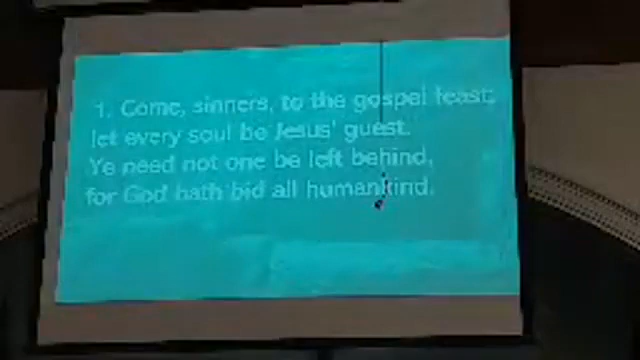 1. Come, sinners, to the gospel feast;
let every soul be Jesus' guest.
Ye need not one be left behind,
for God hath bid all humankind.